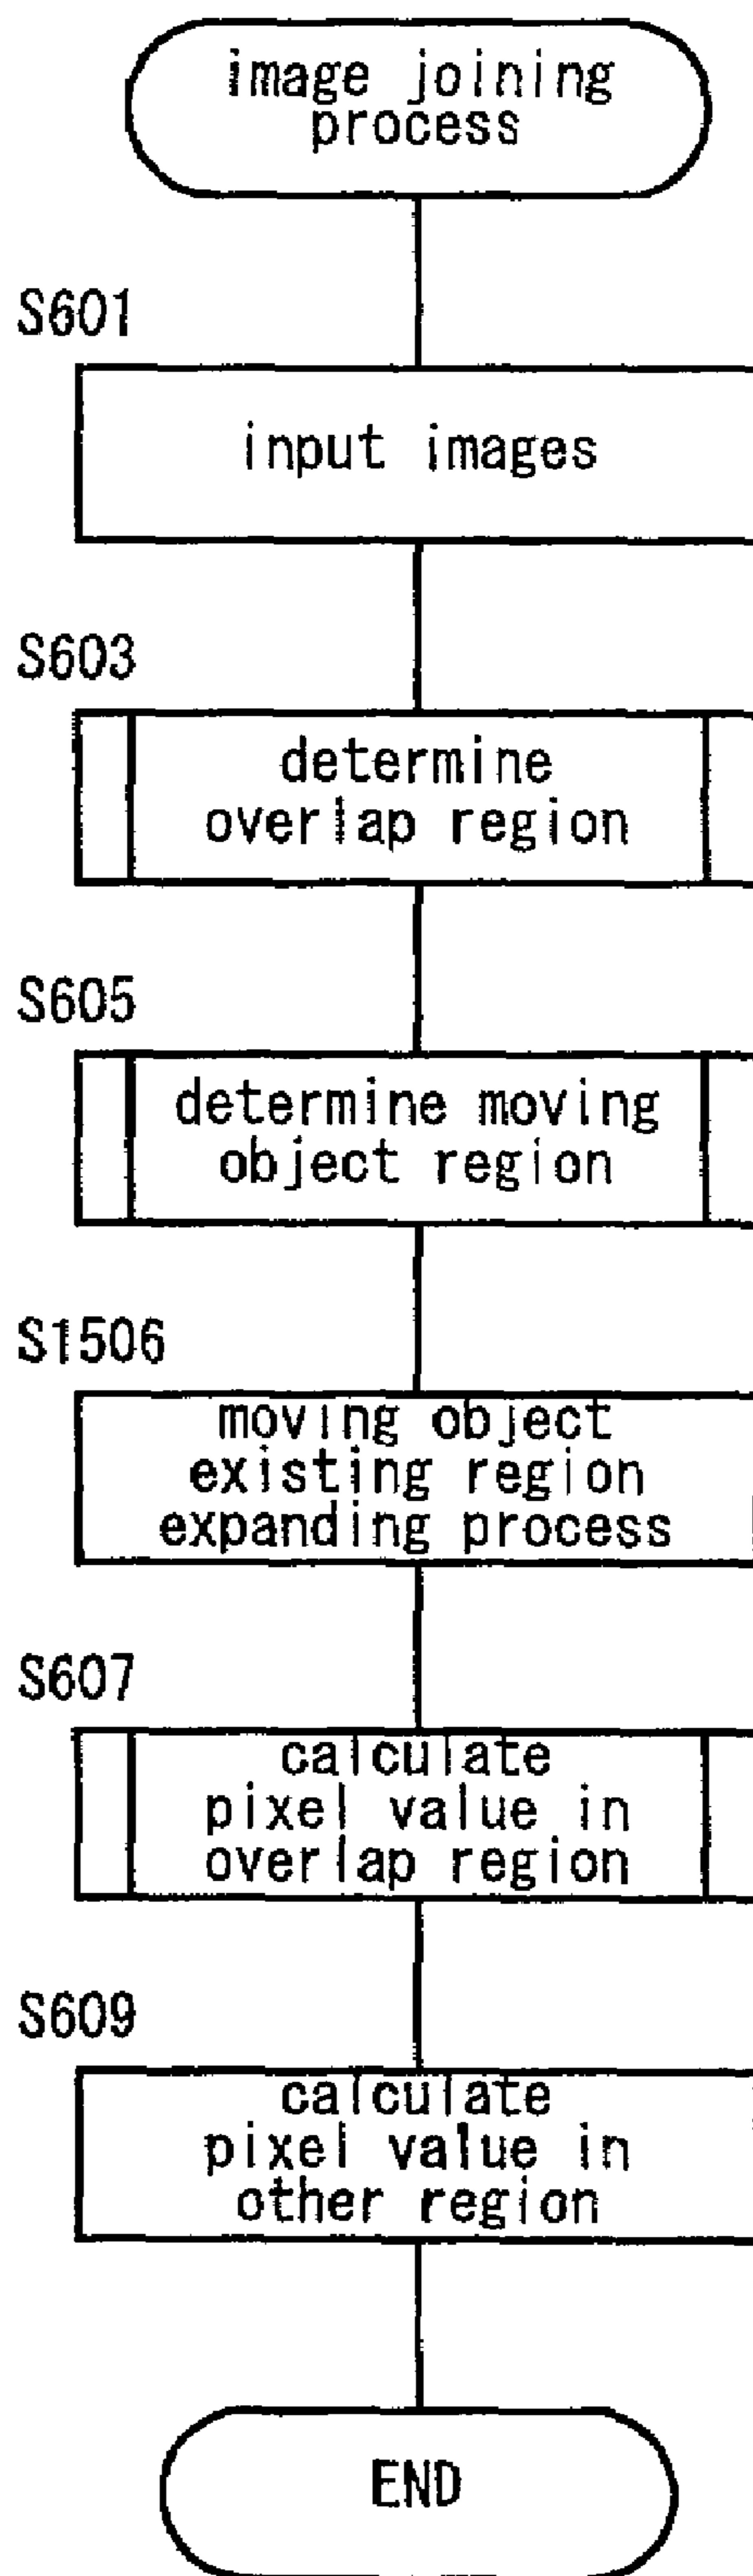 image joining
process
S601
input images
S603
determine
overlap region
S605
determine moving
object region
S1506
moving object
existing region
expanding process
S607
calculate
pixel value in
overlap region
S609
calculate
pixel value in
other region
END